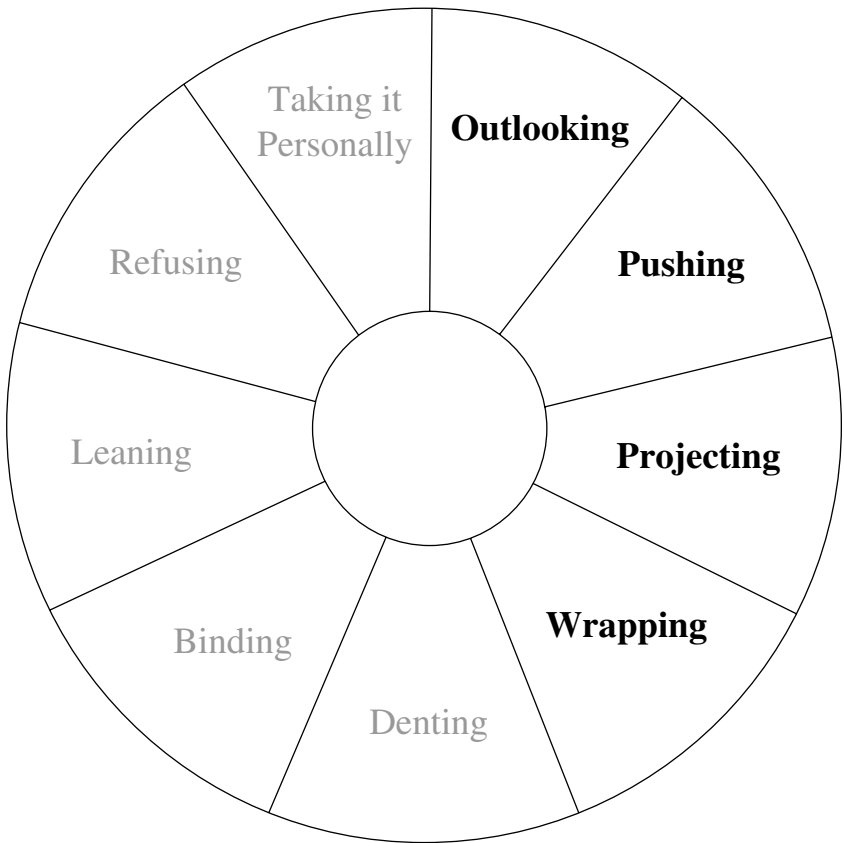 Taking it
Personally
Outlooking
Refusing
Pushing
Leaning
Projecting
Binding
Wrapping
Denting